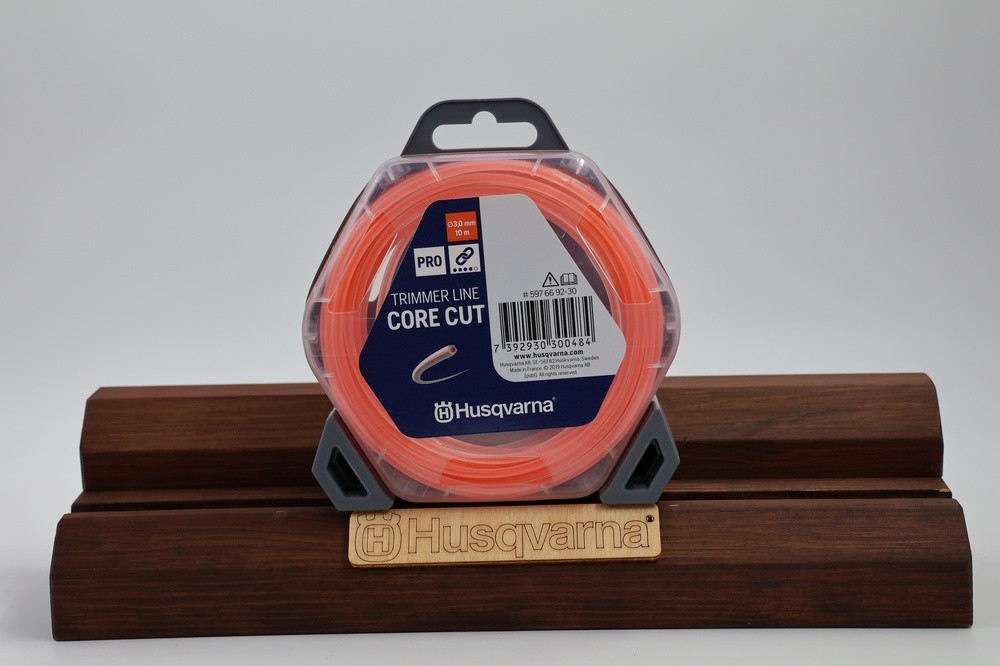 Ø3,0 mm
10 m
PRO
TRIMMER LINE
CORE CUT
Husqvarna
# 597 66 92-30
7 392930 300484
www.husqvarna.com
Husqvarna AB, SE-561 82 Huskvarna, Sweden
Made in France. © 2019 Husqvarna AB
(publ). All rights reserved.
H Husqvarna